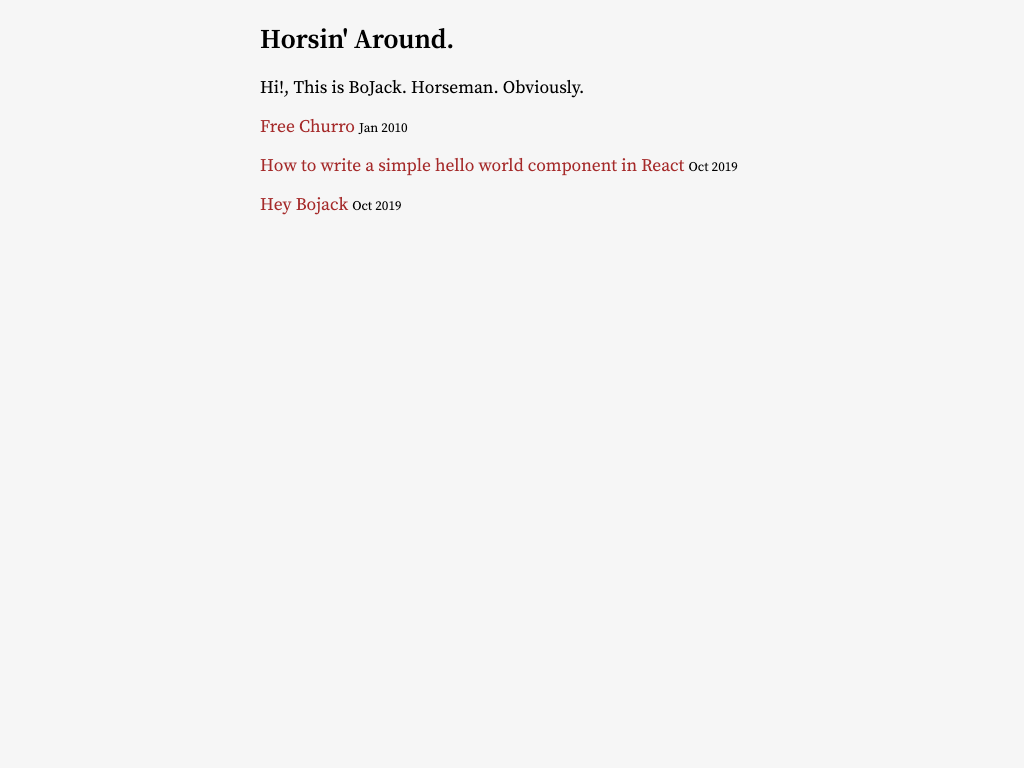 Horsin' Around.
Hi!, This is BoJack. Horseman. Obviously.
Free Churro Jan 2010
How to write a simple hello world component in React Oct 2019
Hey Bojack Oct 2019